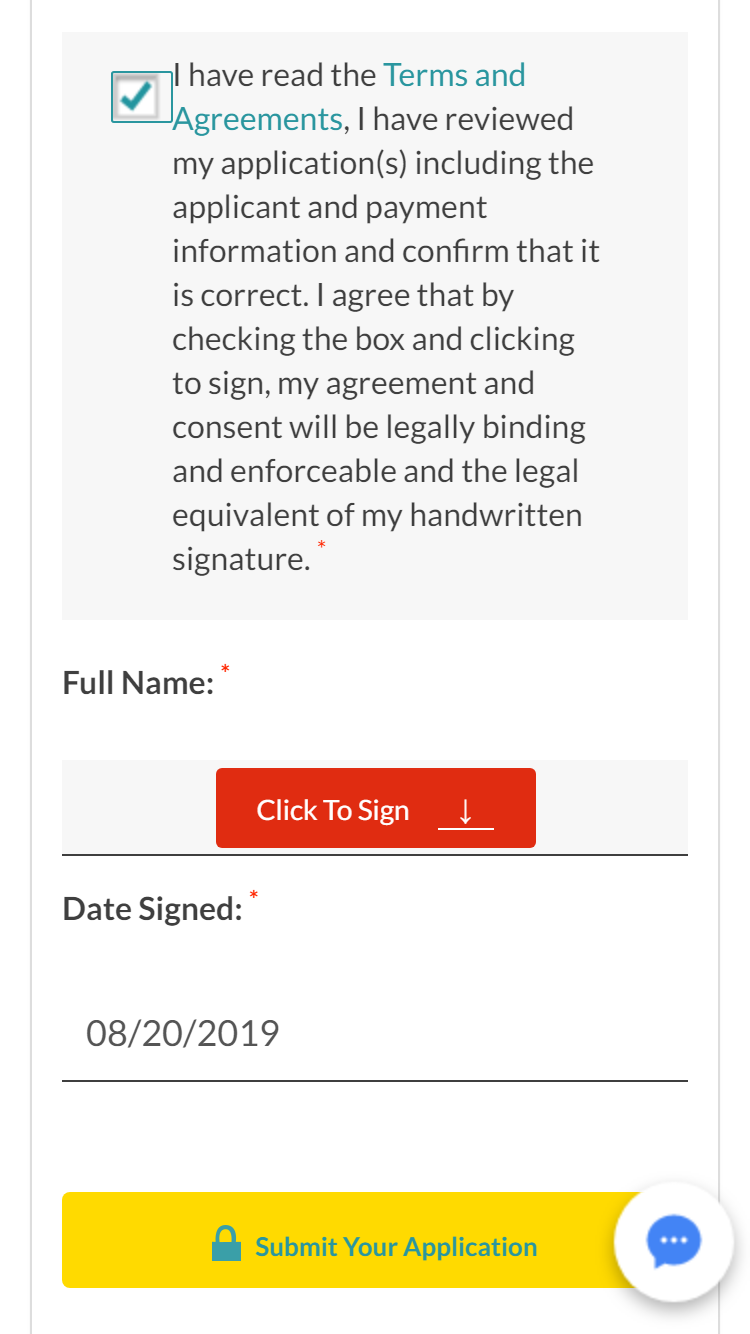 I have read the Terms and
Agreements, I have reviewed
my application(s) including the
applicant and payment
information and confirm that it
is correct. I agree that by
checking the box and clicking
to sign, my agreement and
consent will be legally binding
and enforceable and the legal
equivalent of my handwritten
signature. *
Full Name: *
Click To Sign ↓
Date Signed: *
08/20/2019
Submit Your Application